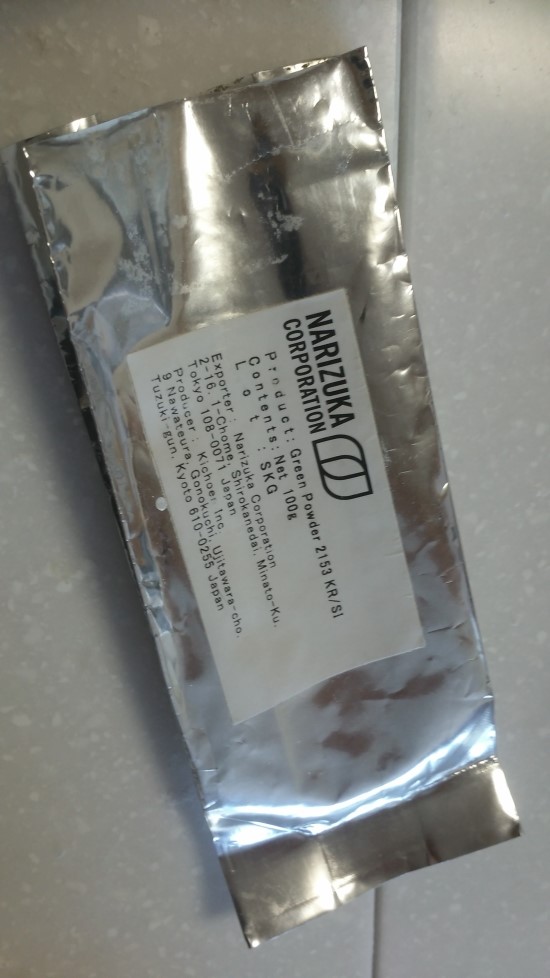 NARIZUKA
CORPORATION
Product: Green Powder 2153 KR/SI
Contents: Net 100g
Lot : SKG
Exporter : Narizuka Corporation
2-16, 1-Chome, Shirokanedai, Minato-Ku,
Tokyo 108-0071 Japan
Producer : Kichoei Inc,
9 Nawateura, Gonokuchi, Ujitawara-cho,
Tuzuki-gun, Kyoto 610-0255 Japan